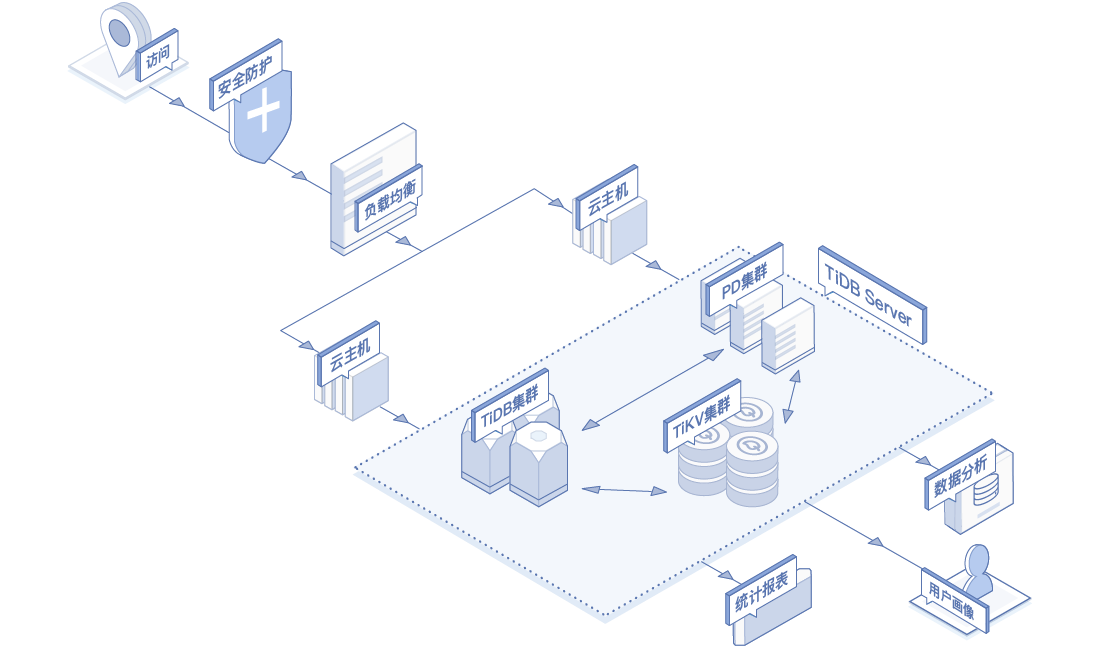 访问
安全防护
负载均衡
云主机
云主机
PD集群
TiDB Server
TiDB集群
TiKV集群
数据分析
统计报表
用户画像